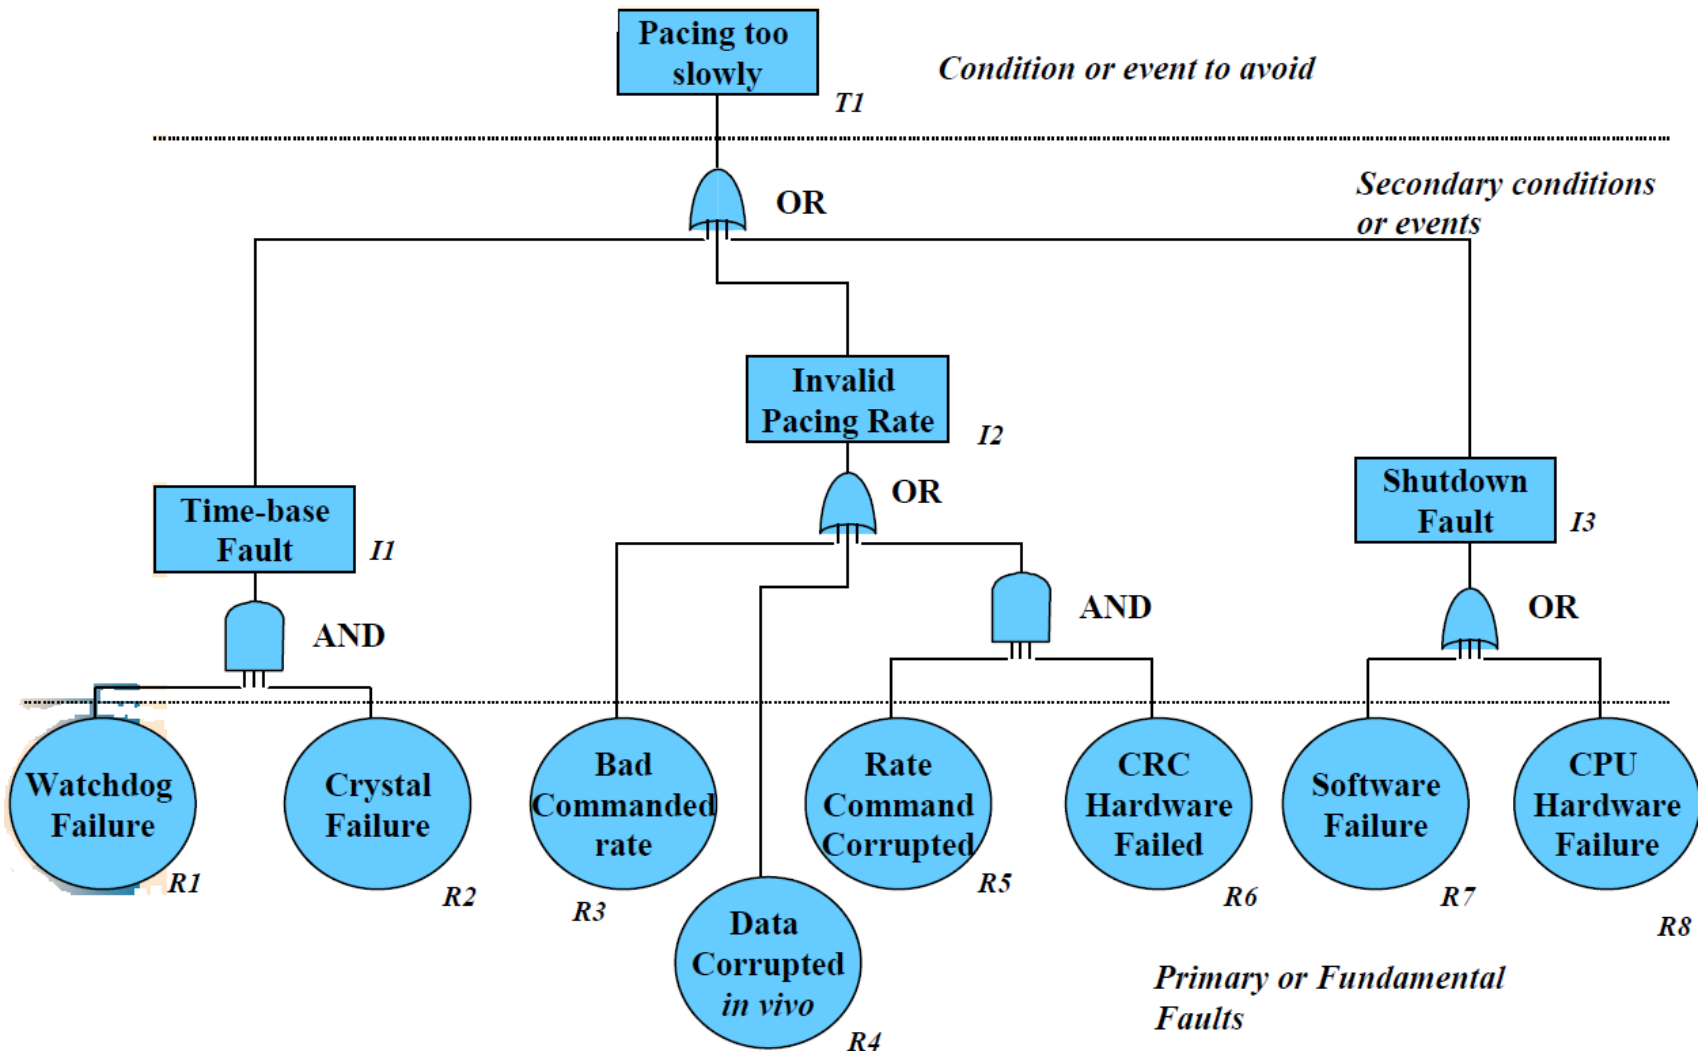 Pacing too
slowly
T1
Condition or event to avoid
OR
Secondary conditions
or events
Invalid
Pacing Rate
I2
Time-base
Fault
I1
OR
Shutdown
Fault
I3
AND
AND
OR
Watchdog
Failure
R1
Crystal
Failure
R2
Bad
Commanded
rate
R3
Data
Corrupted
in vivo
R4
Rate
Command
Corrupted
R5
CRC
Hardware
Failed
R6
Software
Failure
R7
CPU
Hardware
Failure
R8
Primary or Fundamental
Faults